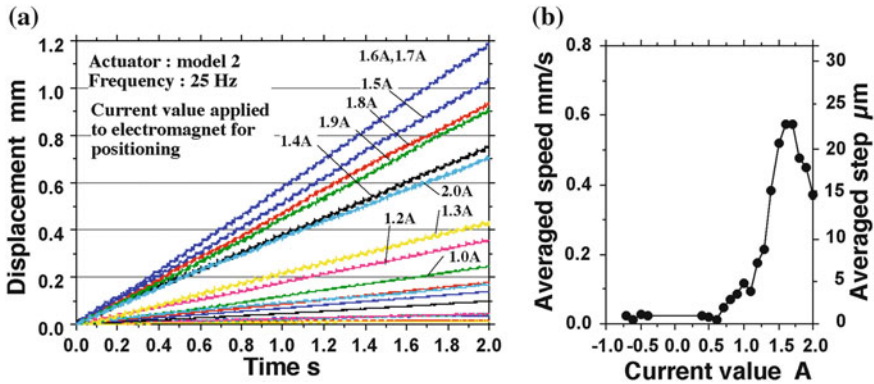 (a)
1.2
1.0
0.8
0.6
0.4
0.2
0.0
Displacement mm
Actuator : model 2
Frequency : 25 Hz
Current value applied
to electromagnet for
positioning
1.6A,1.7A
1.5A
1.8A
1.9A
1.4A
2.0A
1.3A
1.2A
1.0A
0.0 0.2 0.4 0.6 0.8 1.0 1.2 1.4 1.6 1.8 2.0
Time s
(b)
0.8
0.6
0.4
0.2
0.0
Averaged speed mm/s
30
25
20
15
10
5
0
Averaged step µm
-1.0 -0.5 0.0 0.5 1.0 1.5 2.0
Current value A